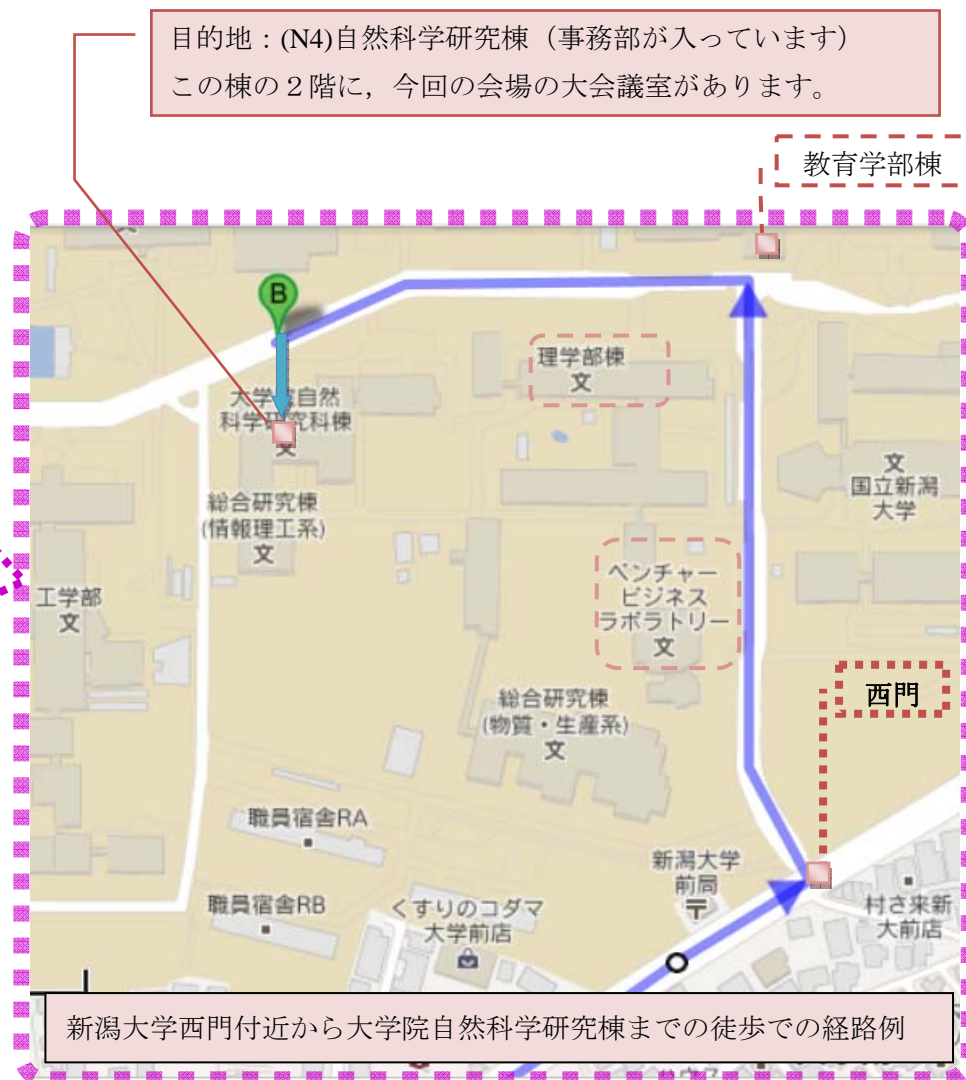 目的地：(N4)自然科学研究棟（事務部が入っています）
この棟の２階に，今回の会場の大会議室があります。
教育学部棟
B
理学部棟
文
大学
自然
科学研究科棟
文
文
国立新潟
大学
総合研究棟
(情報理工系)
文
工学部
文
ベンチャー
ビジネス
ラボラトリー
文
西門
総合研究棟
(物質・生産系)
文
職員宿舎RA
新潟大学
前局
〒
職員宿舎RB
くすりのコダマ
大学前店
村さ来新
大前店
新潟大学西門付近から大学院自然科学研究棟までの徒歩での経路例